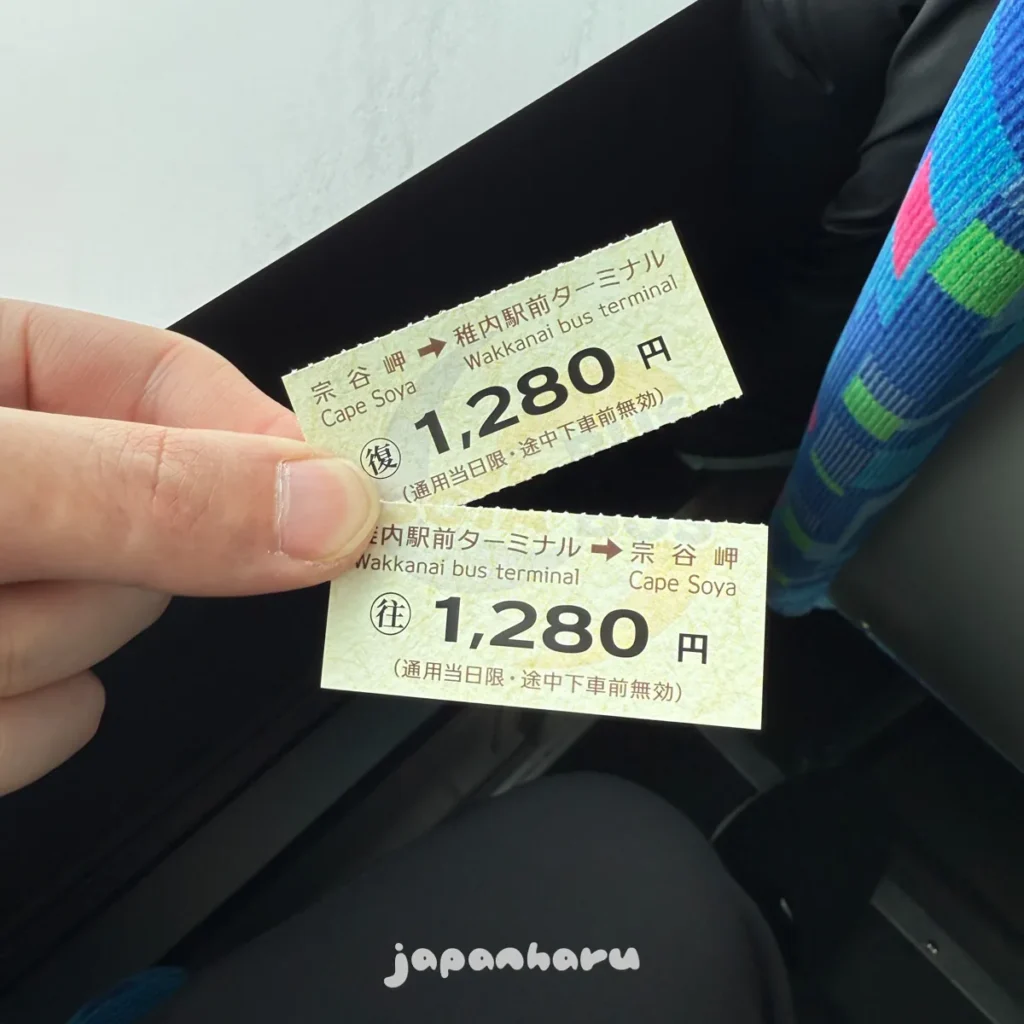 宗谷岬 → 稚内駅前ターミナル
Cape Soya Wakkanai bus terminal
復 1,280 円
(通用当日限・途中下車前無効)
稚内駅前ターミナル → 宗谷岬
Wakkanai bus terminal Cape Soya
往 1,280 円
(通用当日限・途中下車前無効)
japanharu